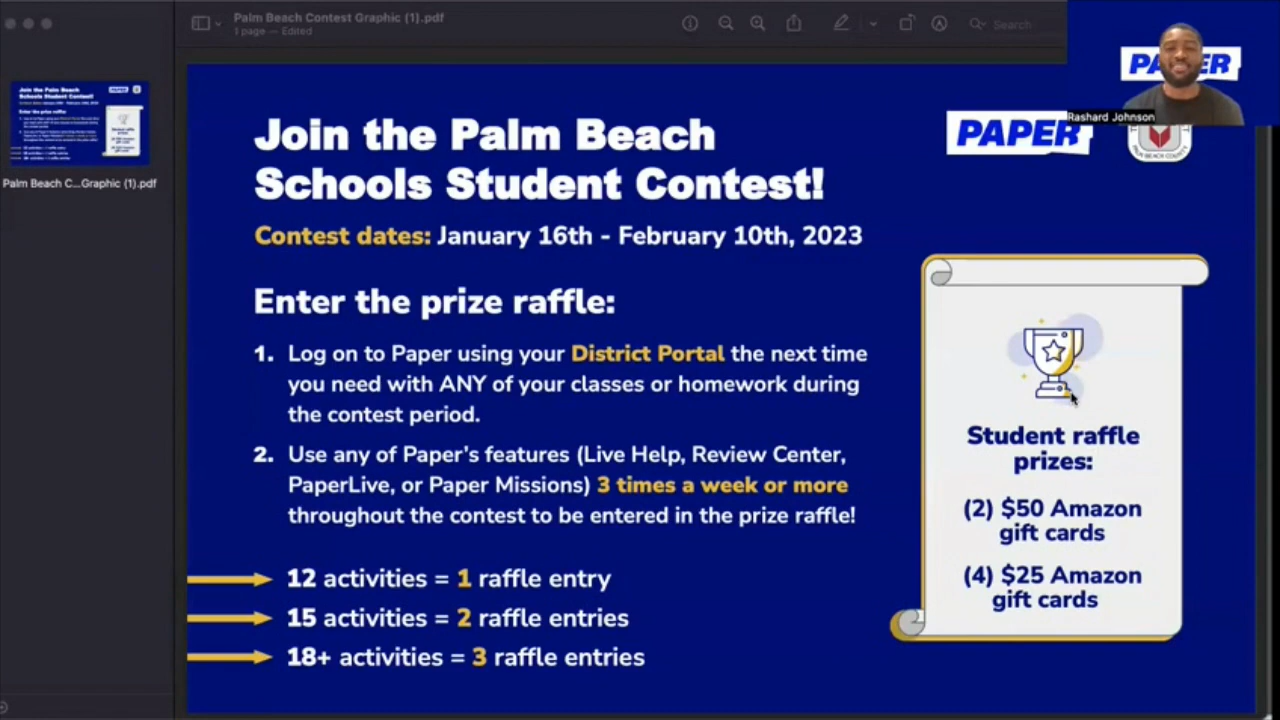 Palm Beach Contest Graphic (1).pdf
1 page — Edited
Search
PAPER
Rashard Johnson
Palm Beach C...Graphic (1).pdf
Join the Palm Beach
Schools Student Contest!
PAPER
PALM BEACH COUNTY
Contest dates: January 16th - February 10th, 2023
Enter the prize raffle:
1. Log on to Paper using your District Portal the next time
you need with ANY of your classes or homework during
the contest period.
2. Use any of Paper's features (Live Help, Review Center,
PaperLive, or Paper Missions) 3 times a week or more
throughout the contest to be entered in the prize raffle!
12 activities = 1 raffle entry
15 activities = 2 raffle entries
18+ activities = 3 raffle entries
Student raffle
prizes:
(2) $50 Amazon
gift cards
(4) $25 Amazon
gift cards